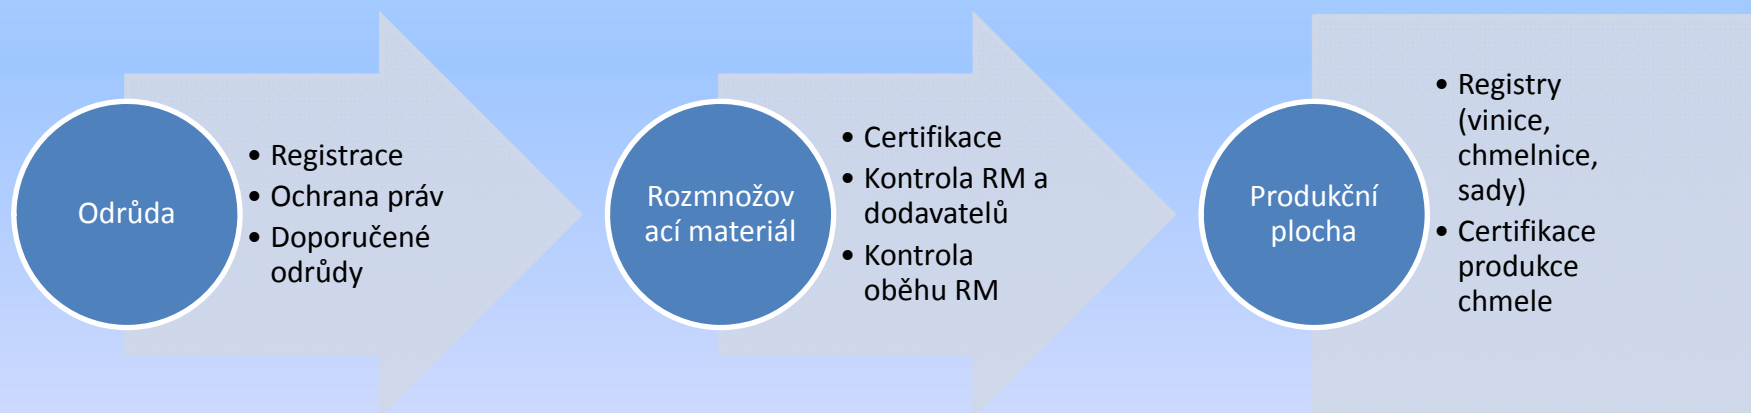 Odrůda
• Registrace
• Ochrana práv
• Doporučené
odrůdy
Rozmnožov
ací materiál
• Certifikace
• Kontrola RM a
dodavatelů
• Kontrola
oběhu RM
Produkční
plocha
• Registry
(vinice,
chmelnice,
sady)
• Certifikace
produkce
chmele